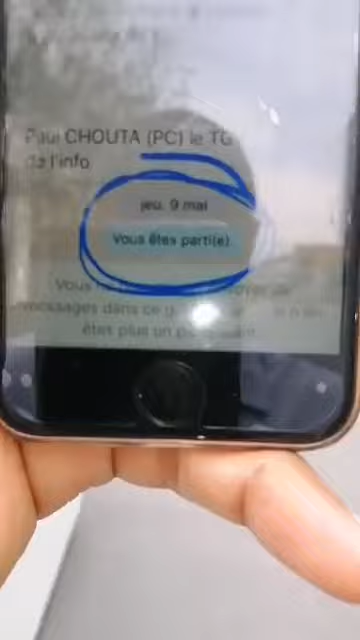 Paul CHOUTA (PC) le TG
de l'info
jeu. 9 mai
Vous êtes parti(e).
Vous
messages dans ce
êtes plus un